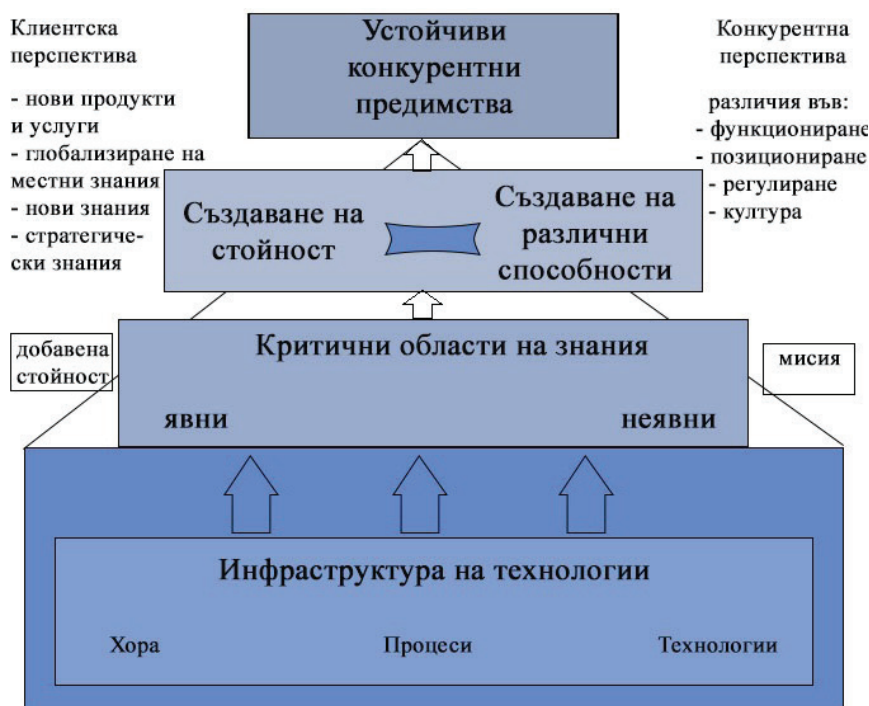 Клиентска
перспектива
- нови продукти
и услуги
- глобализиране на
местни знания
- нови знания
- стратегиче-
ски знания
Устойчиви
конкурентни
предимства
Конкурентна
перспектива
различия във:
- функциониране
- позициониране
- регулиране
- култура
Създаване на
стойност
Създаване на
различни
способности
добавена
стойност
Критични области на знания
явни
неявни
мисия
Инфраструктура на технологии
Хора
Процеси
Технологии